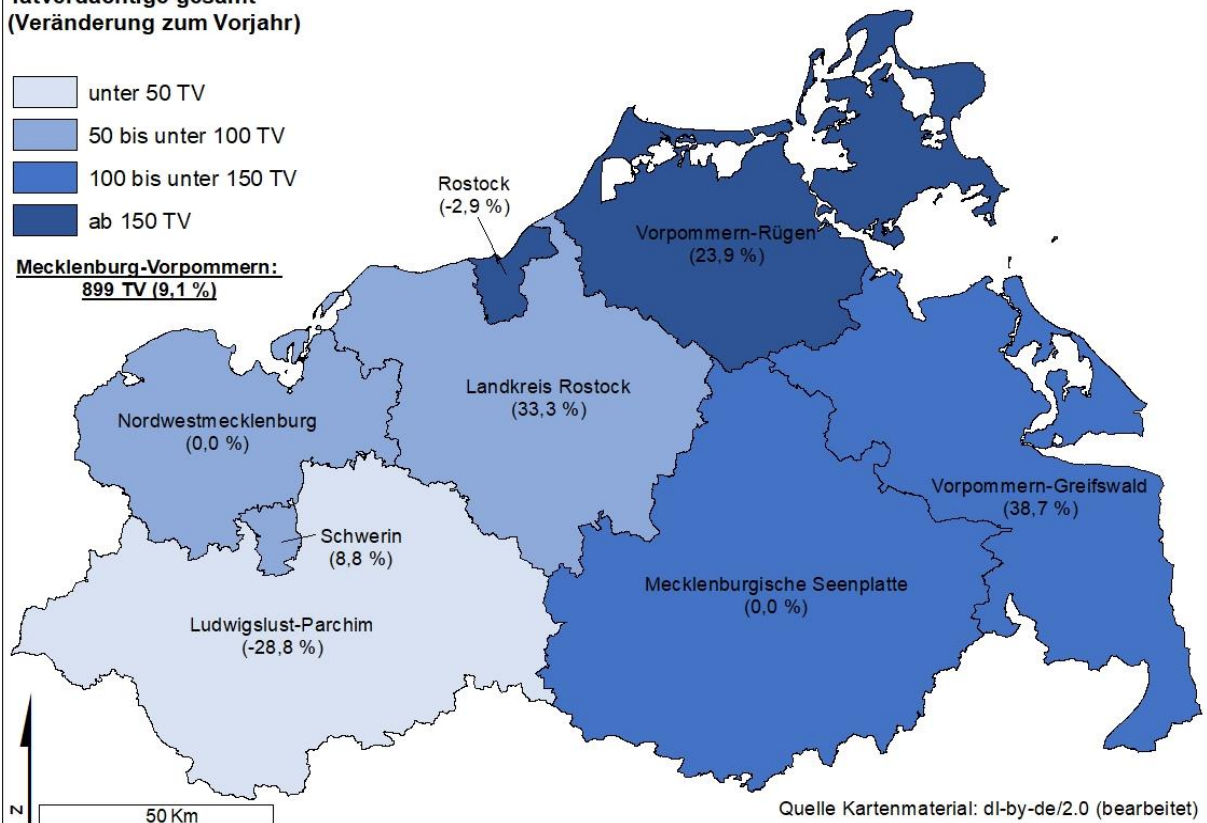 (Veränderung zum Vorjahr)
unter 50 TV
50 bis unter 100 TV
100 bis unter 150 TV
ab 150 TV
Mecklenburg-Vorpommern:
899 TV (9,1 %)
Rostock
(-2,9 %)
Vorpommern-Rügen
(23,9 %)
Landkreis Rostock
(33,3 %)
Nordwestmecklenburg
(0,0 %)
Vorpommern-Greifswald
(38,7 %)
Schwerin
(8,8 %)
Mecklenburgische Seenplatte
(0,0 %)
Ludwigslust-Parchim
(-28,8 %)
N
50 Km
Quelle Kartenmaterial: dl-by-de/2.0 (bearbeitet)